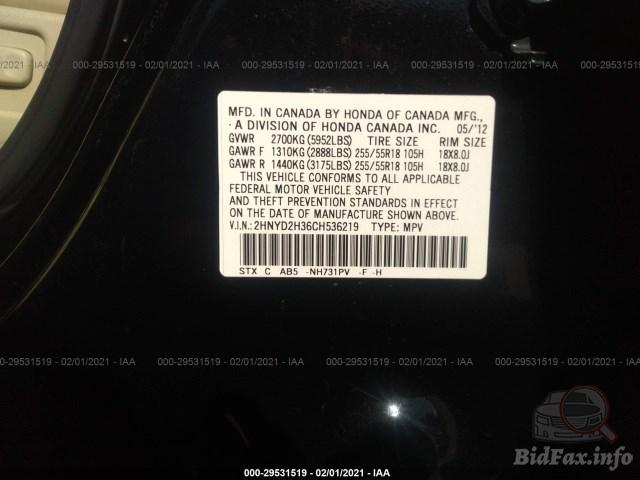 000-29531519 - 02/01/2021 - IAA
000-29531519 - 02/01/2021 - IAA
000-29531519 - 02/01/2021 - IAA
000-29531519 - 02/01/2021 - IAA
MFD. IN CANADA BY HONDA OF CANADA MFG.,
A DIVISION OF HONDA CANADA INC. 05/'12
GVWR 2700KG(5952LBS) TIRE SIZE RIM SIZE
GAWR F 1310KG(2888LBS) 255/55R18 105H 18X8.0J
GAWR R 1440KG(3175LBS) 255/55R18 105H 18X8.0J
THIS VEHICLE CONFORMS TO ALL APPLICABLE
FEDERAL MOTOR VEHICLE SAFETY
AND THEFT PREVENTION STANDARDS IN EFFECT
ON THE DATE OF MANUFACTURE SHOWN ABOVE.
V.I.N.: 2HNYD2H36CH536219 TYPE: MPV
STX C AB5 -NH731PV -F -H
000-29531519 - 02/01/2021 - IAA
000-29531519 - 02/01/2021 - IAA
000-29531519 - 02/01/2021 - IAA
000-29531519 - 02/01/2021 - IAA
BidFax.info
000-29531519 - 02/01/2021 - IAA